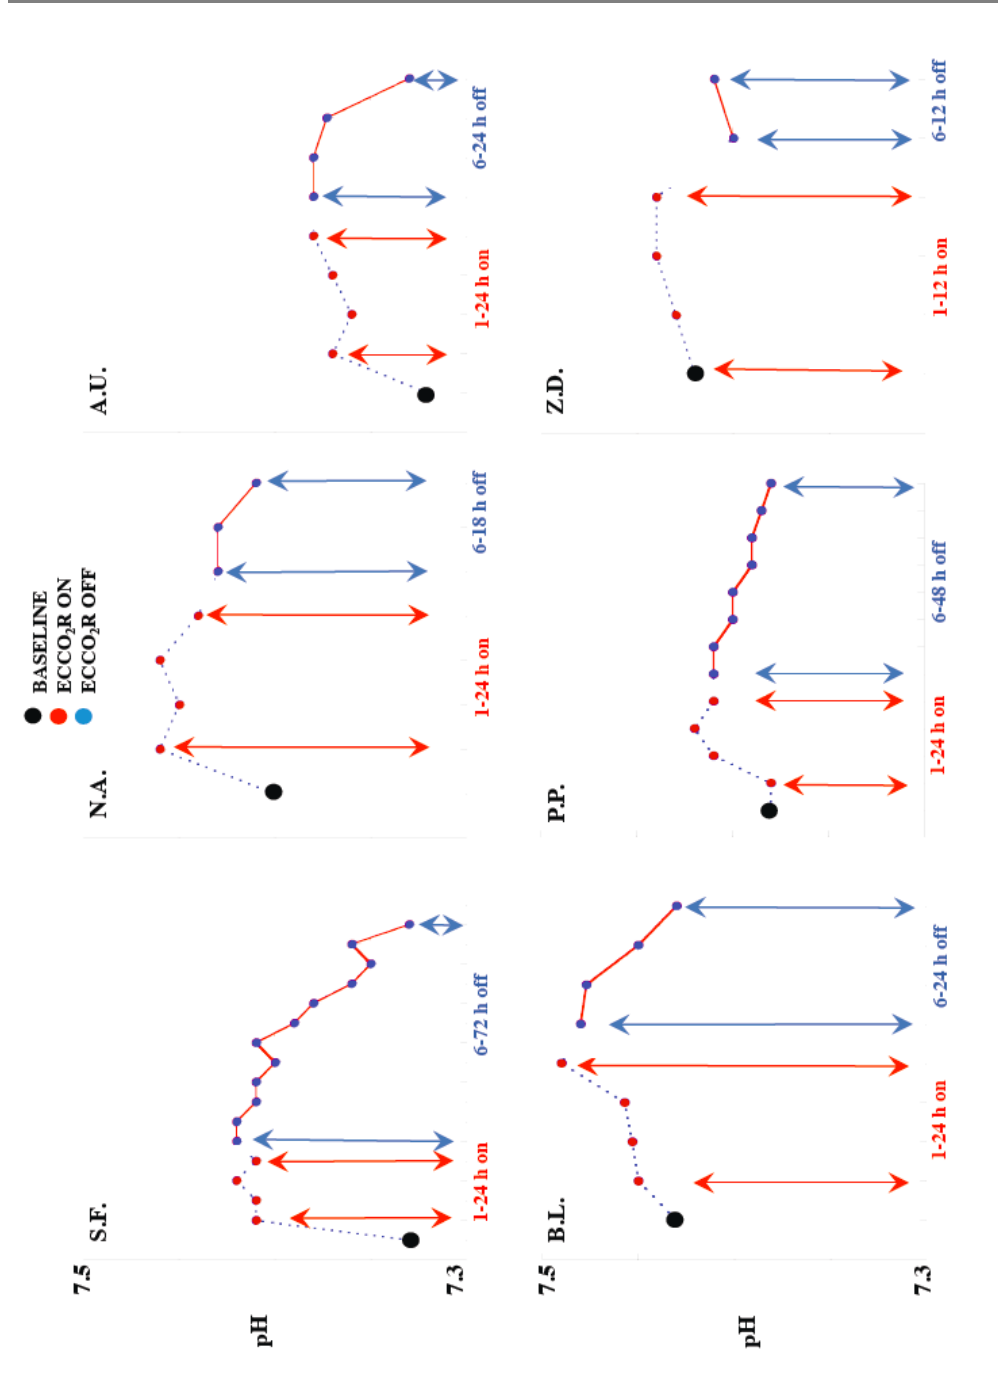 BASELINE
ECCO₂R ON
ECCO₂R OFF
S.F.
N.A.
A.U.
7.5
pH
7.3
1-24 h on
6-72 h off
1-24 h on
6-18 h off
1-24 h on
6-24 h off
B.L.
P.P.
Z.D.
7.5
pH
7.3
1-24 h on
6-24 h off
1-24 h on
6-48 h off
1-12 h on
6-12 h off